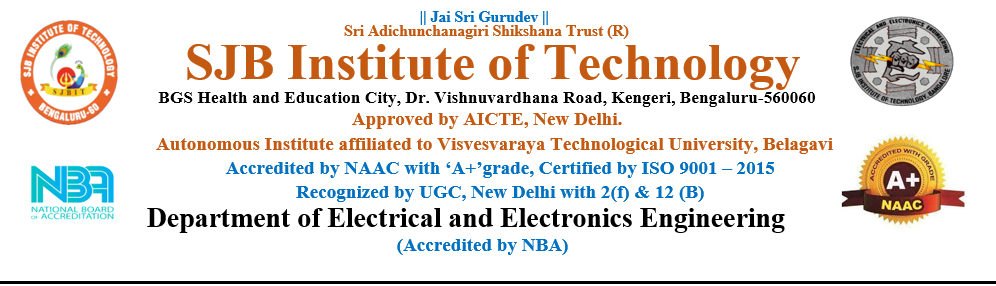 || Jai Sri Gurudev ||
Sri Adichunchanagiri Shikshana Trust (R)
SJB Institute of Technology
BGS Health and Education City, Dr. Vishnuvardhana Road, Kengeri, Bengaluru-560060
Approved by AICTE, New Delhi.
Autonomous Institute affiliated to Visvesvaraya Technological University, Belagavi
Accredited by NAAC with ‘A+’grade, Certified by ISO 9001 – 2015
Recognized by UGC, New Delhi with 2(f) & 12 (B)
Department of Electrical and Electronics Engineering
(Accredited by NBA)
SJB INSTITUTE OF TECHNOLOGY
SJBIT
BENGALURU-60
NBA
NATIONAL BOARD
OF ACCREDITATION
ELECTRICAL AND ELECTRONICS ENGINEERING
SJB INSTITUTE OF TECHNOLOGY, BANGALORE
ACCREDITED WITH GRADE
A+
NAAC